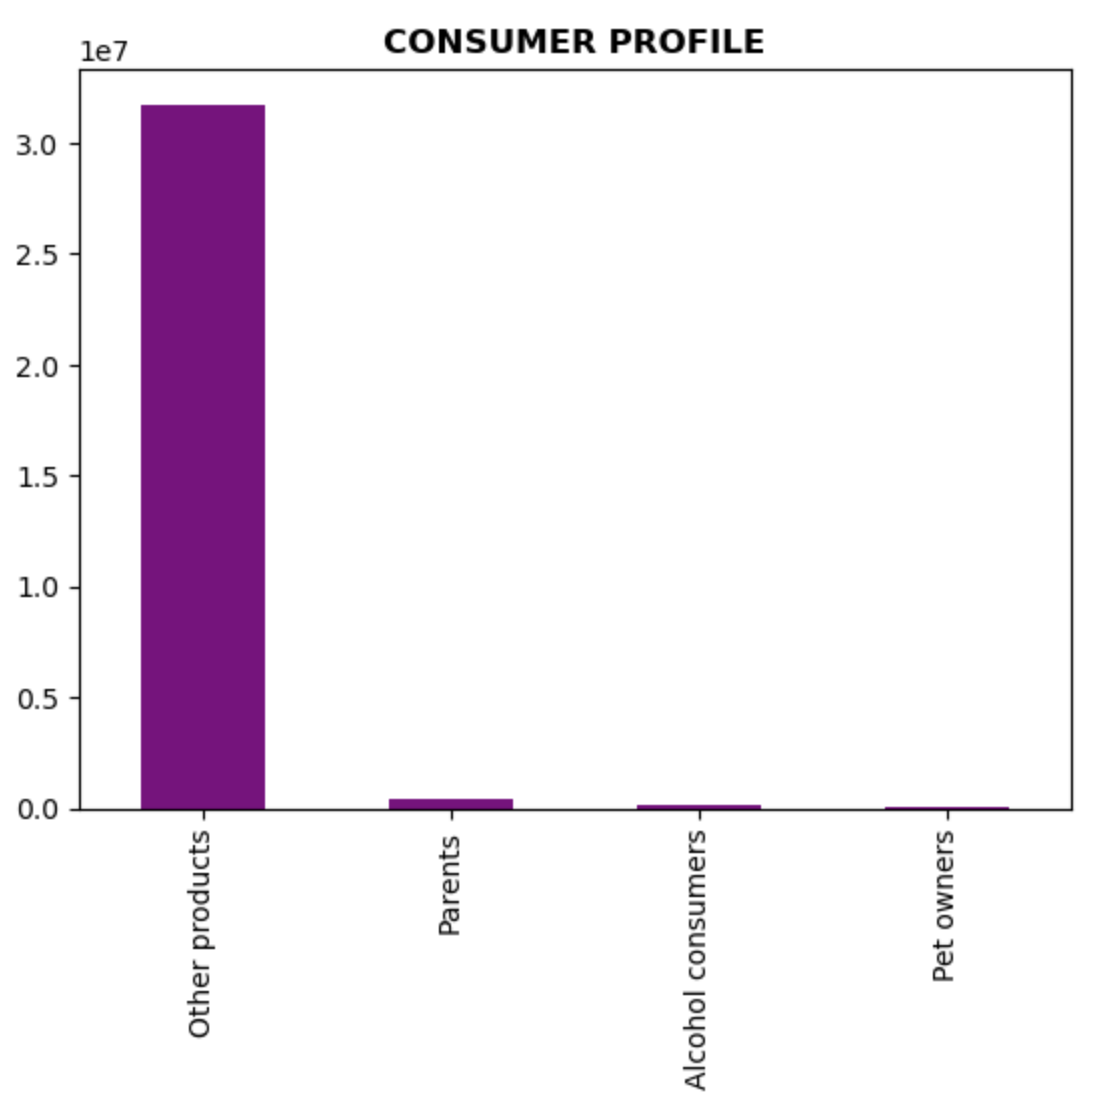 CONSUMER PROFILE
1e7
3.0
2.5
2.0
1.5
1.0
0.5
0.0
Other products
Parents
Alcohol consumers
Pet owners